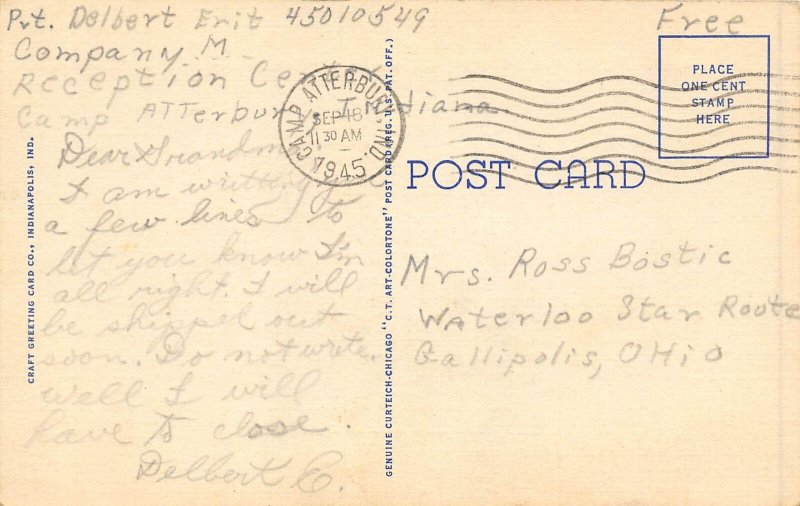 Pvt. Delbert Erit 45010549
Company M
Reception Center
Camp ATTerbury, Indiana.
Dear Grandma
I am writting
a few lines to
let you know I'm
all right. I will
be shipped out
soon. Do not write.
well I will
have to close.
Delbert E.
Free
PLACE
ONE CENT
STAMP
HERE
CAMP ATTERBURY, IND.
SEP 18
11 30 AM
1945
POST CARD
Mrs. Ross Bostic
Waterloo Star Route
Gallipolis, OHio
CRAFT GREETING CARD CO., INDIANAPOLIS, IND.
GENUINE CURTEICH-CHICAGO "C.T. ART-COLORTONE" POST CARD (REG. U.S. PAT. OFF.)